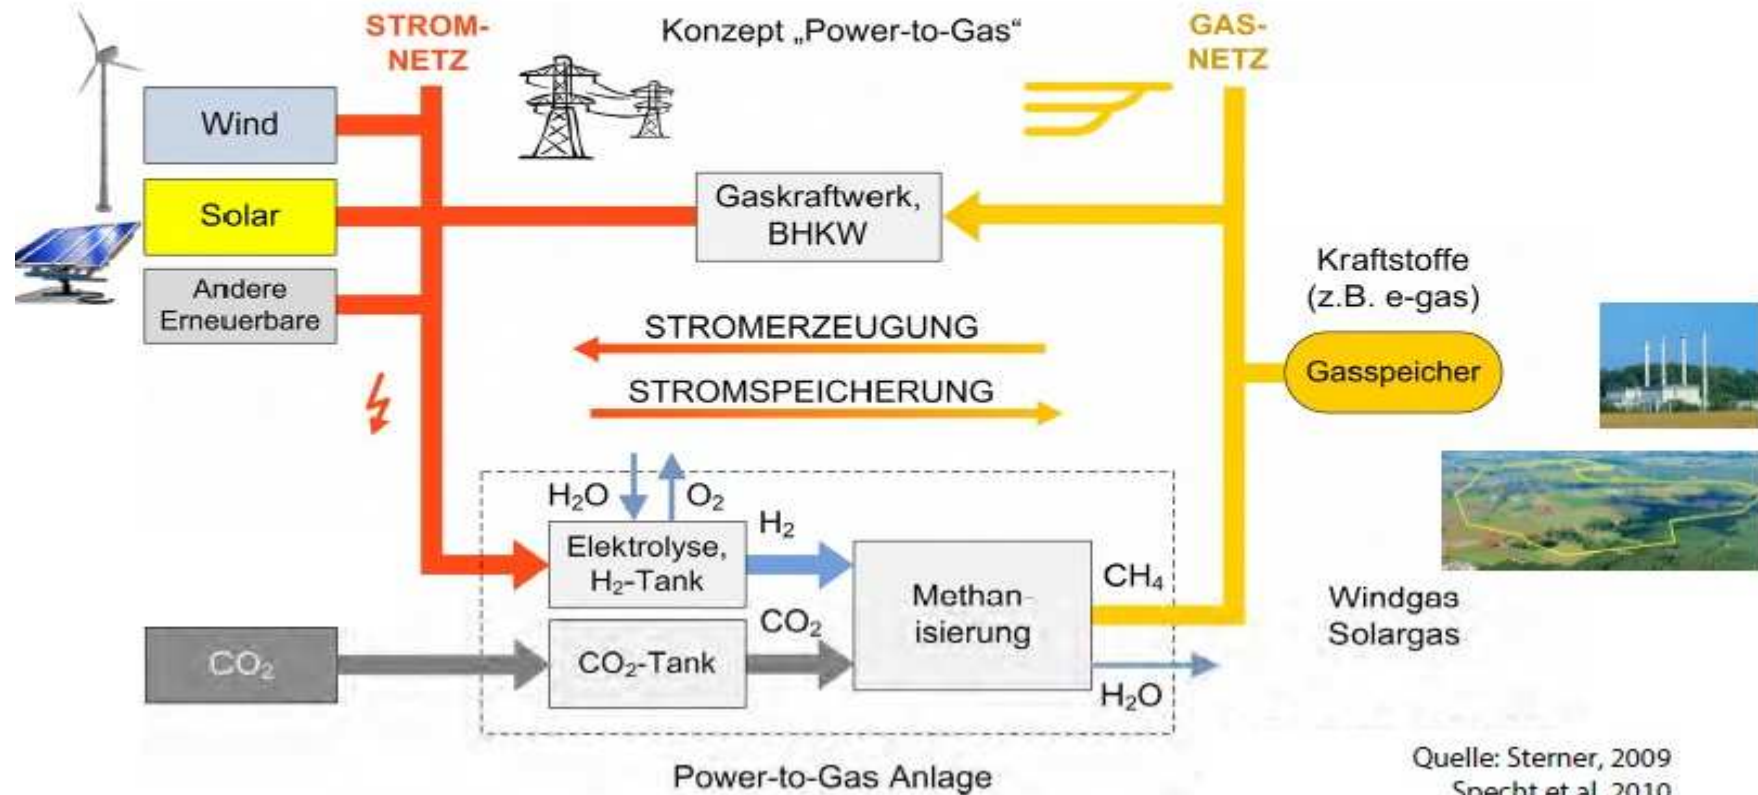 STROM-
NETZ
Konzept „Power-to-Gas“
GAS-
NETZ
Wind
Solar
Andere
Erneuerbare
Gaskraftwerk,
BHKW
Kraftstoffe
(z.B. e-gas)
Gasspeicher
STROMERZEUGUNG
STROMSPEICHERUNG
H₂O
O₂
H₂
Elektrolyse,
H₂-Tank
CO₂
CO₂-Tank
CO₂
Methan-
isierung
CH₄
H₂O
Windgas
Solargas
Power-to-Gas Anlage
Quelle: Sterner, 2009
Specht et al, 2010